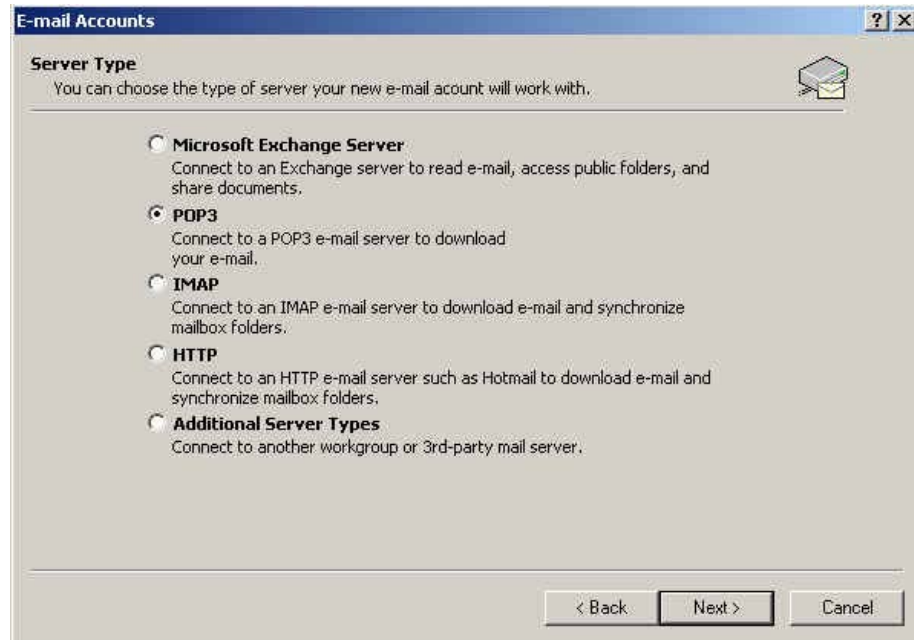 E-mail Accounts
? X
Server Type
You can choose the type of server your new e-mail acount will work with.
Microsoft Exchange Server
Connect to an Exchange server to read e-mail, access public folders, and
share documents.
POP3
Connect to a POP3 e-mail server to download
your e-mail.
IMAP
Connect to an IMAP e-mail server to download e-mail and synchronize
mailbox folders.
HTTP
Connect to an HTTP e-mail server such as Hotmail to download e-mail and
synchronize mailbox folders.
Additional Server Types
Connect to another workgroup or 3rd-party mail server.
< Back Next > Cancel